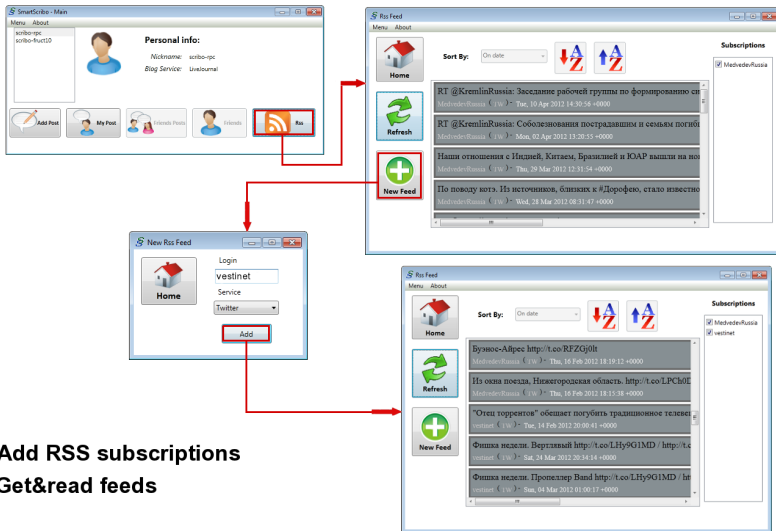 SmartScribo - Main
Menu About
scribo-rpc
scribo-fruct10
Personal info:
Nickname: scribo-rpc
Blog Service: LiveJournal
Add Post
My Post
Friends Posts
Friends
Rss
Rss Feed
Menu About
Home
Sort By: On date
Subscriptions
MedvedevRussia
Refresh
New Feed
RT @KremlinRussia: Заседание рабочей группы по формированию си
MedvedevRussia ( TW )- Tue, 10 Apr 2012 14:30:56 +0000
RT @KremlinRussia: Соболезнования пострадавшим и семьям погиб
MedvedevRussia ( TW )- Mon, 02 Apr 2012 13:20:55 +0000
Наши отношения с Индией, Китаем, Бразилией и ЮАР вышли на но
MedvedevRussia ( TW )- Thu, 29 Mar 2012 12:31:54 +0000
По поводу котэ. Из источников, близких к #Дорофею, стало известно
MedvedevRussia ( TW )- Wed, 28 Mar 2012 08:31:47 +0000
New Rss Feed
Login
vestinet
Service
Twitter
Home
Add
Rss Feed
Menu About
Home
Sort By: On date
Subscriptions
MedvedevRussia
vestinet
Refresh
New Feed
Буэнос-Айрес http://t.co/RFZGj0lt
MedvedevRussia ( TW )- Thu, 16 Feb 2012 18:19:12 +0000
Из окна поезда, Нижегородская область. http://t.co/LPCh0L
MedvedevRussia ( TW )- Thu, 16 Feb 2012 18:15:38 +0000
"Отец торрентов" обещает погубить традиционное телевез
vestinet ( TW )- Tue, 14 Feb 2012 20:00:41 +0000
Фишка недели. Вертлявый http://t.co/LHy9G1MD / http://t.c
vestinet ( TW )- Sat, 24 Mar 2012 20:34:14 +0000
Фишка недели. Пропеллер Band http://t.co/LHy9G1MD / ht
vestinet ( TW )- Sun, 04 Mar 2012 01:00:17 +0000
Add RSS subscriptions
Get&read feeds